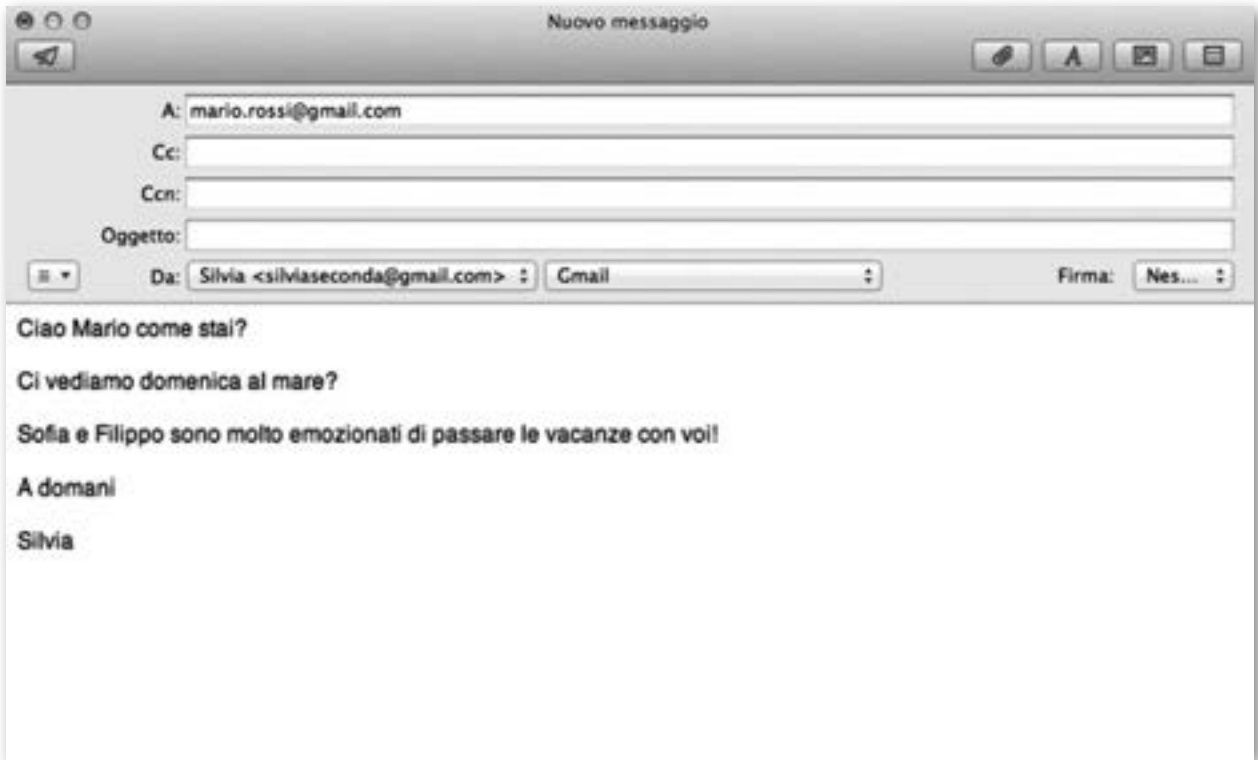 Nuovo messaggio
A: mario.rossi@gmail.com
Cc:
Ccn:
Oggetto:
Da: Silvia <silviaseconda@gmail.com> Gmail Firma: Nes...
Ciao Mario come stai?
Ci vediamo domenica al mare?
Sofia e Filippo sono molto emozionati di passare le vacanze con voi!
A domani
Silvia